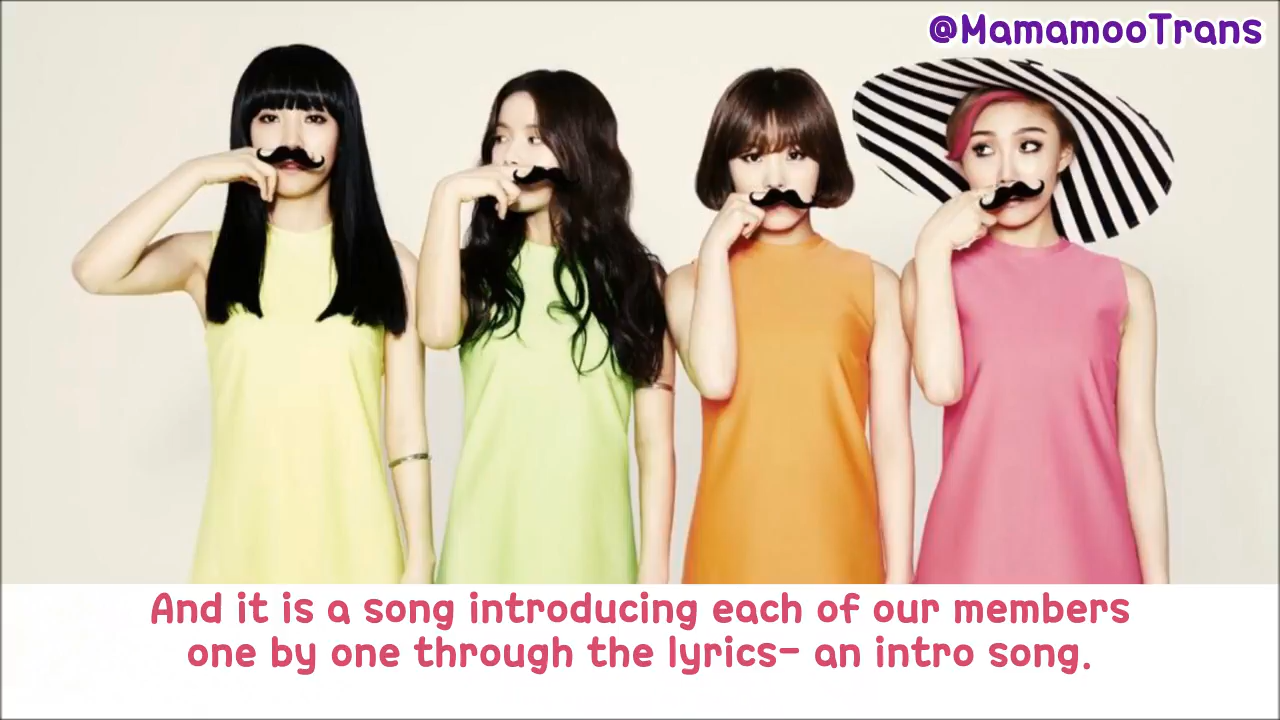 @MamamooTrans
And it is a song introducing each of our members
one by one through the lyrics- an intro song.